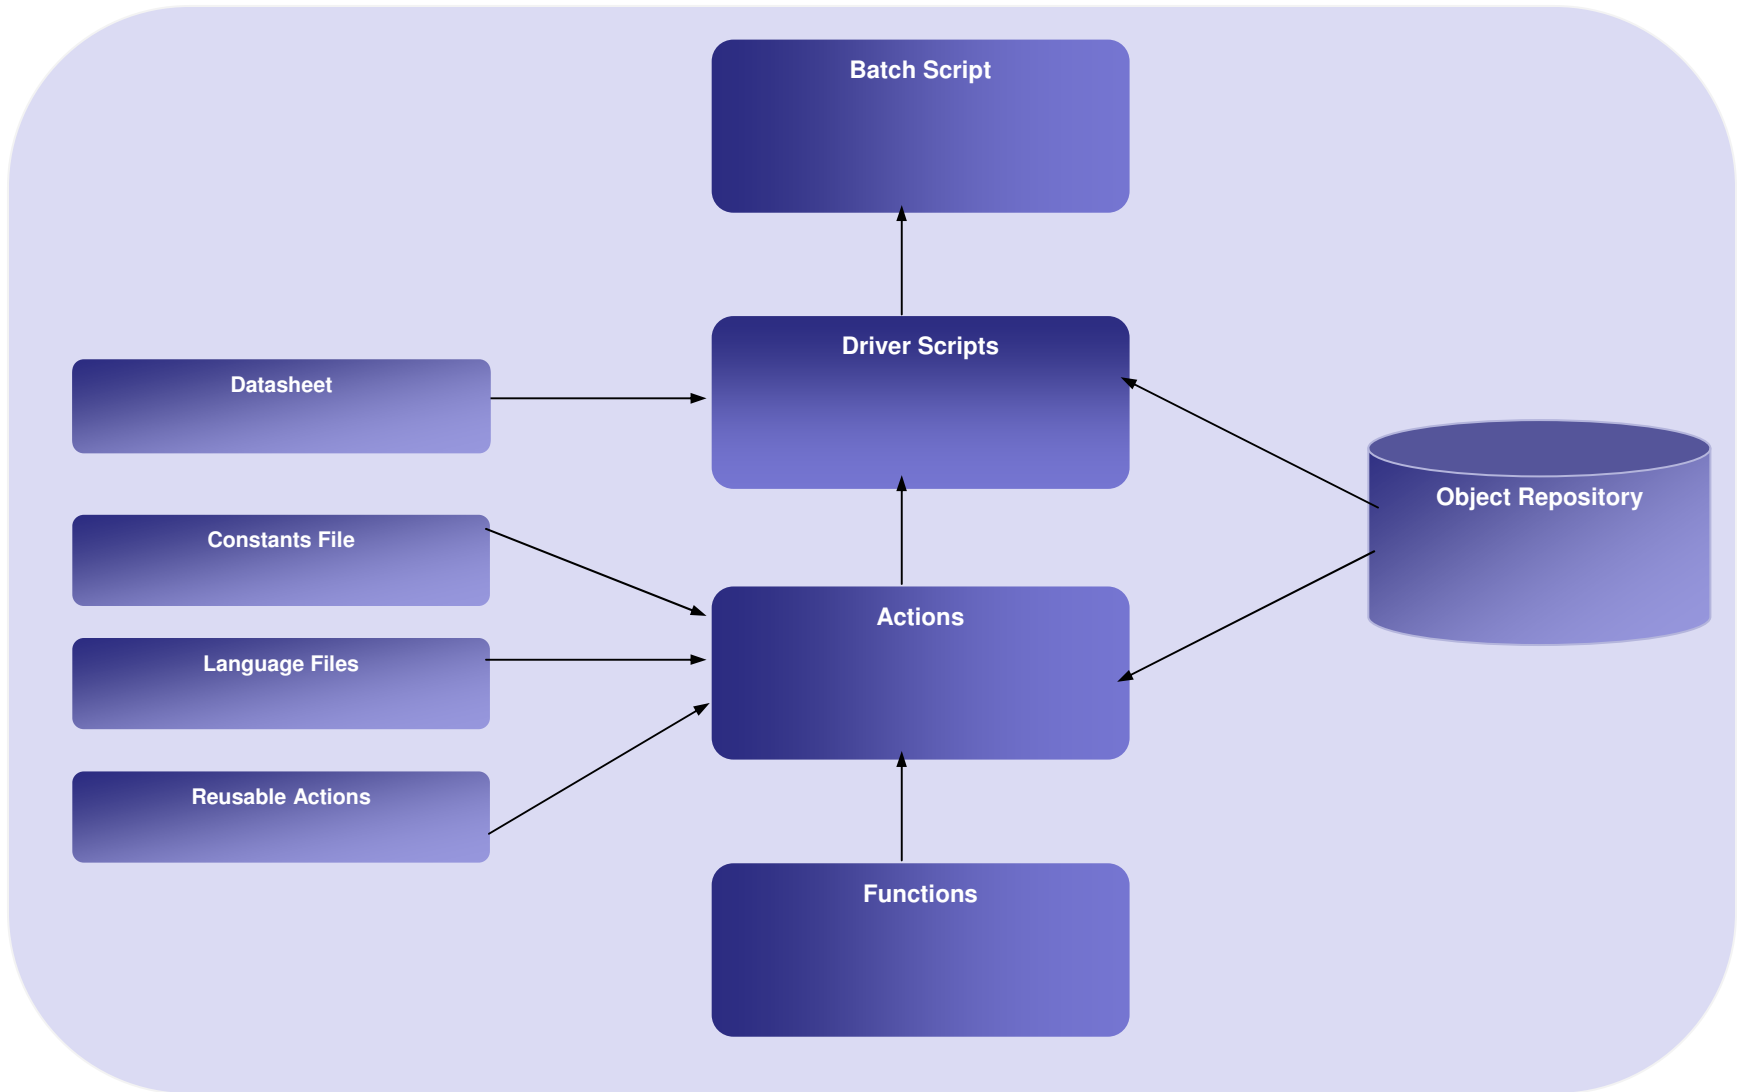 Batch Script
Driver Scripts
Datasheet
Object Repository
Constants File
Actions
Language Files
Reusable Actions
Functions